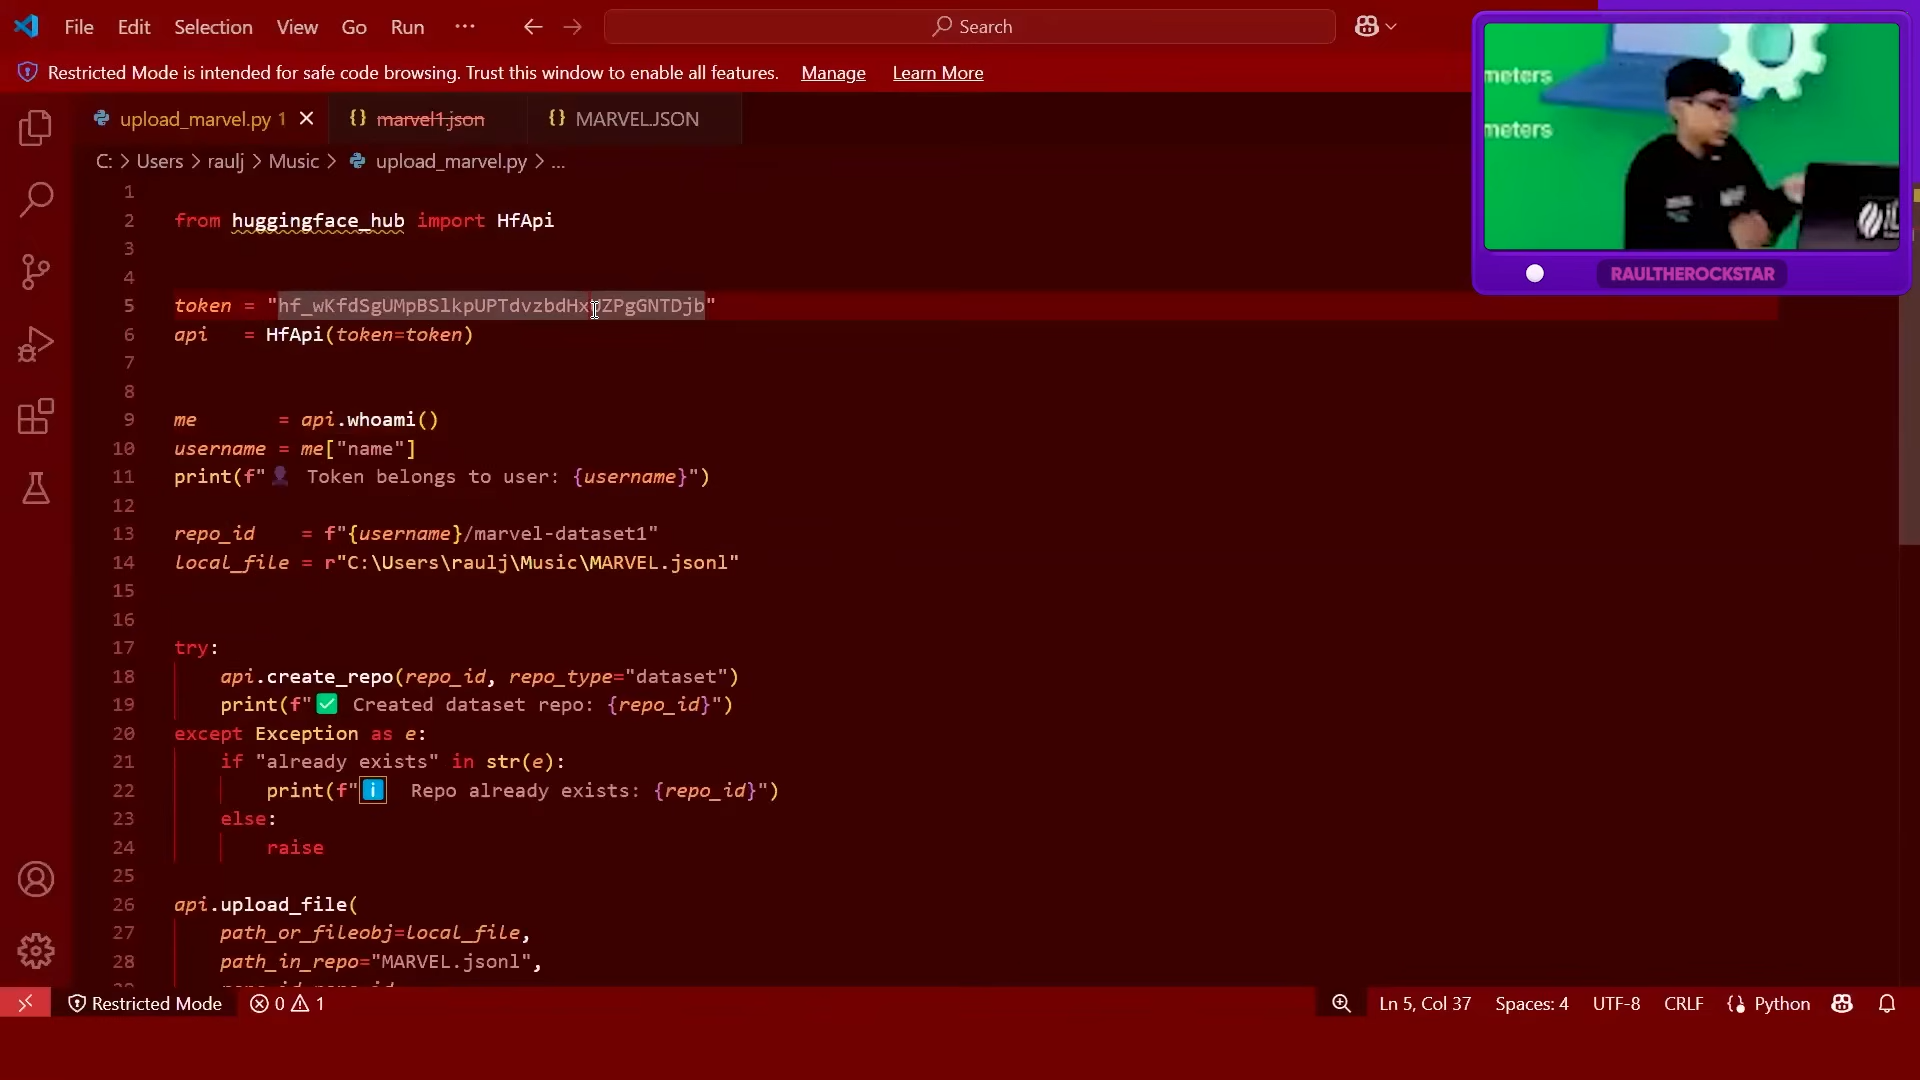 File Edit Selection View Go Run ... Search
Restricted Mode is intended for safe code browsing. Trust this window to enable all features. Manage Learn More
meters
meters
RAULTHEROCKSTAR
upload_marvel.py 1 marvel1.json MARVEL.JSON
C: > Users > raulj > Music > upload_marvel.py > ...
1
2 from huggingface_hub import HfApi
3
4
5 token = "
6 api = HfApi(token=token)
7
8
9 me = api.whoami()
10 username = me["name"]
11 print(f"👤 Token belongs to user: {username}")
12
13 repo_id = f"{username}/marvel-dataset1"
14 local_file = r"C:\Users\raulj\Music\MARVEL.jsonl"
15
16
17 try:
18 api.create_repo(repo_id, repo_type="dataset")
19 print(f"✅ Created dataset repo: {repo_id}")
20 except Exception as e:
21 if "already exists" in str(e):
22 print(f"ℹ️ Repo already exists: {repo_id}")
23 else:
24 raise
25
26 api.upload_file(
27 path_or_fileobj=local_file,
28 path_in_repo="MARVEL.jsonl",
Restricted Mode 0 1 Ln 5, Col 37 Spaces: 4 UTF-8 CRLF {} Python